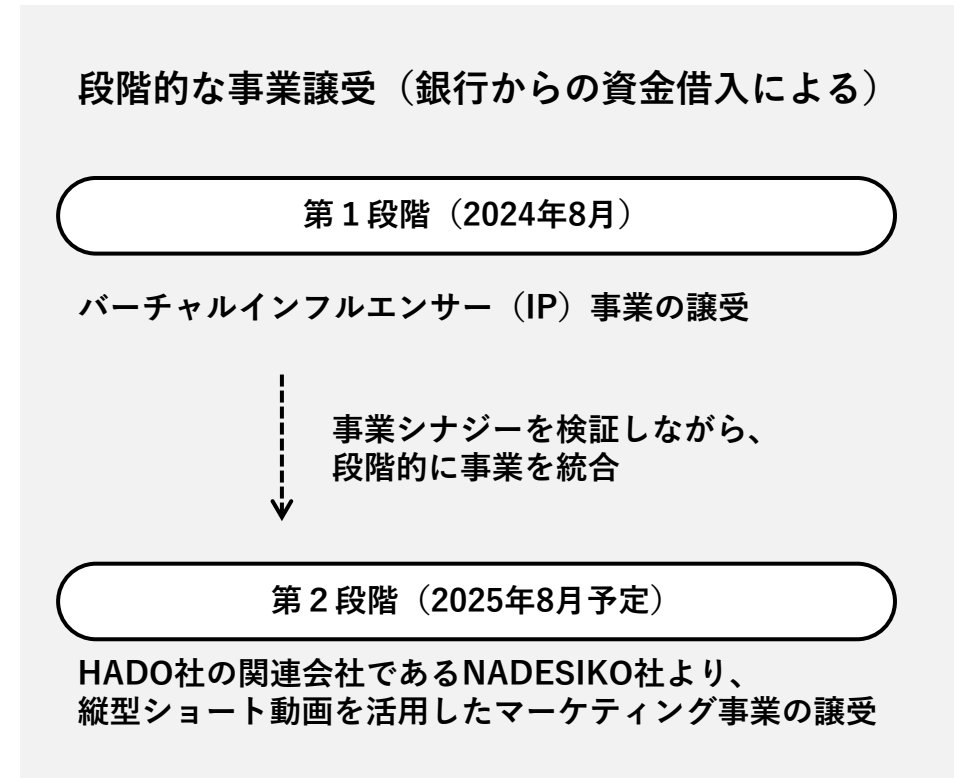 段階的な事業譲受（銀行からの資金借入による）
第１段階（2024年8月）
バーチャルインフルエンサー（IP）事業の譲受
事業シナジーを検証しながら、
段階的に事業を統合
第２段階（2025年8月予定）
HADO社の関連会社であるNADESIKO社より、
縦型ショート動画を活用したマーケティング事業の譲受